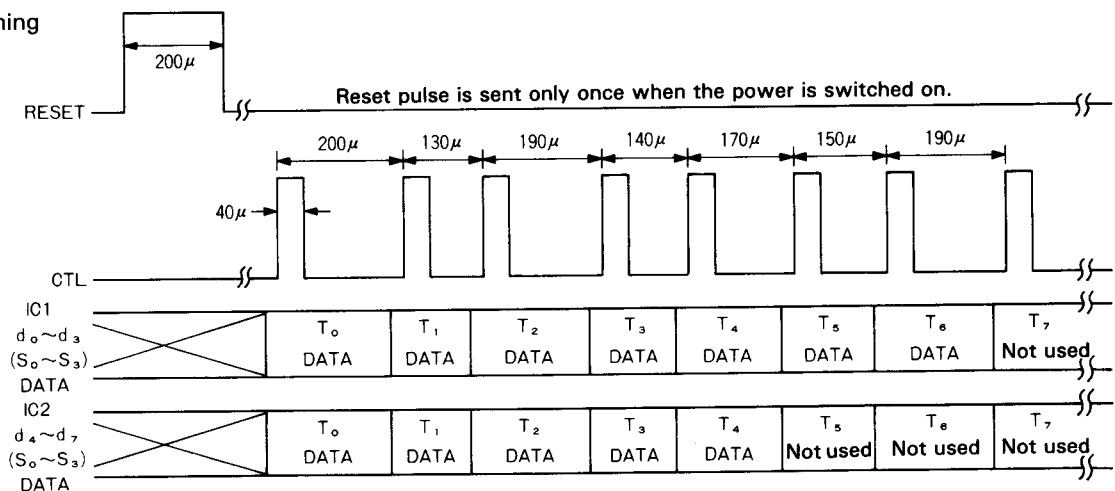 ning
200μ
RESET
Reset pulse is sent only once when the power is switched on.
200μ 130μ 190μ 140μ 170μ 150μ 190μ
40μ
CTL
IC1
d₀~d₃
(S₀~S₃)
DATA
T₀ T₁ T₂ T₃ T₄ T₅ T₆ T₇
DATA DATA DATA DATA DATA DATA DATA Not used
IC2
d₄~d₇
(S₀~S₃)
DATA
T₀ T₁ T₂ T₃ T₄ T₅ T₆ T₇
DATA DATA DATA DATA DATA Not used Not used Not used